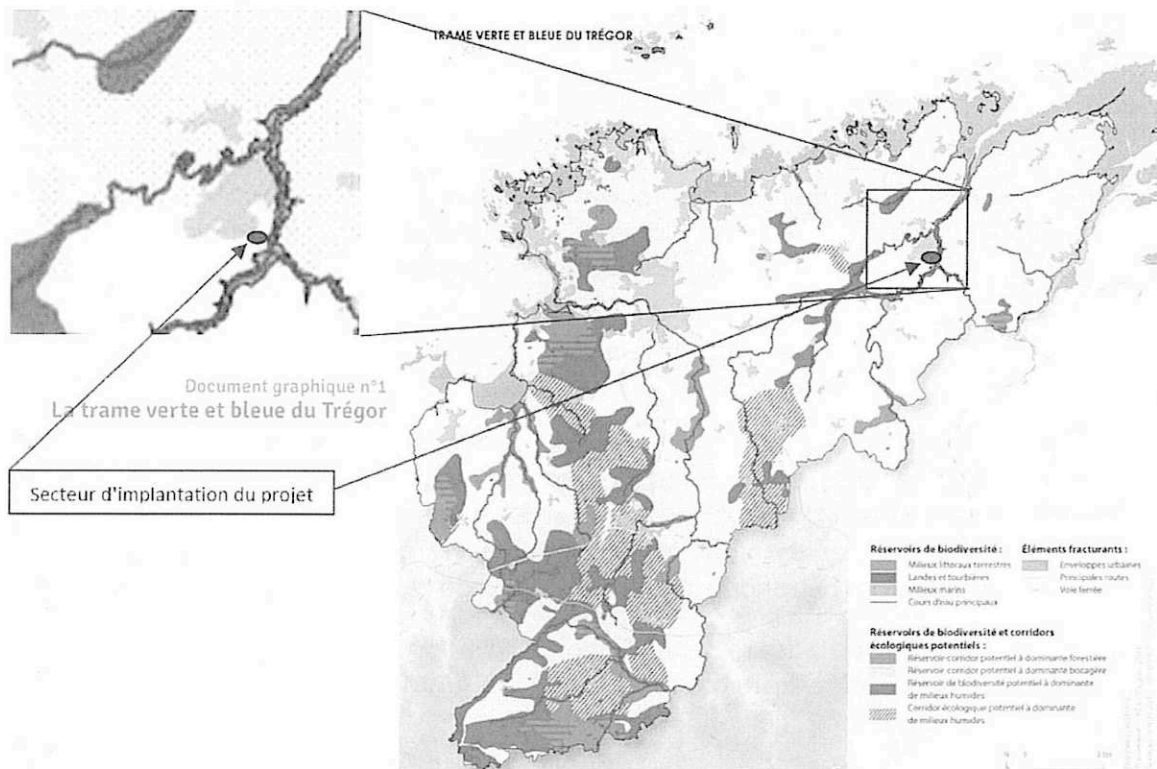 TRAME VERTE ET BLEUE DU TRÉGOR
Document graphique n°1
La trame verte et bleue du Trégor
Secteur d'implantation du projet
Réservoirs de biodiversité :
Milieux littoraux terrestres
Landes et tourbières
Milieux marins
Cours d'eau principaux
Éléments fracturants :
Enveloppes urbaines
Principales routes
Voie ferrée
Réservoirs de biodiversité et corridors
écologiques potentiels :
Réservoir corridor potentiel à dominante forestière
Réservoir corridor potentiel à dominante bocagère
Réservoir de biodiversité potentiel à dominante
de milieux humides
Corridor écologique potentiel à dominante
de milieux humides
N